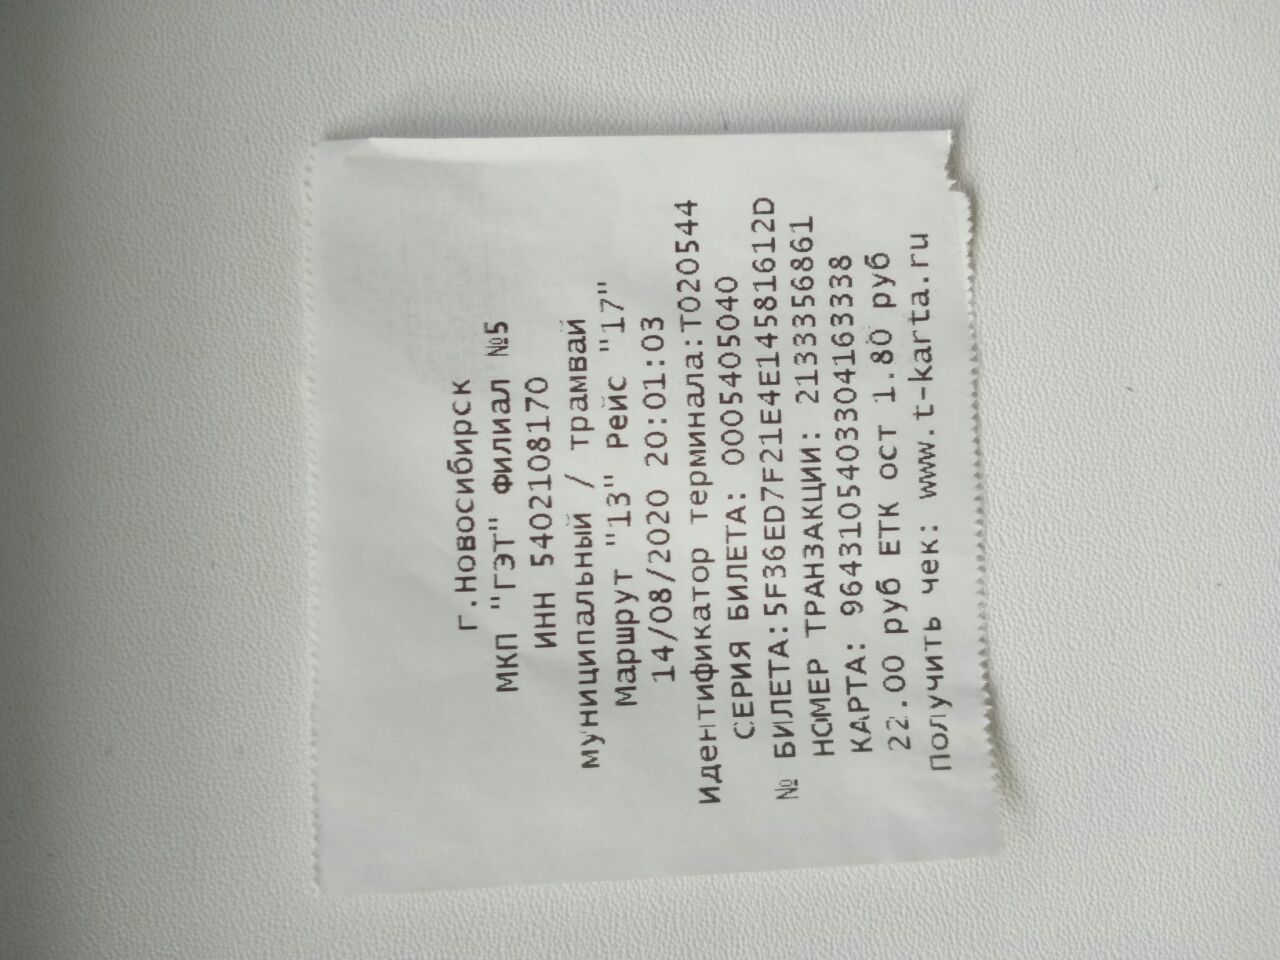 г.Новосибирск
МКП "ГЭТ" Филиал №5
ИНН 5402108170
муниципальный / трамвай
Маршрут "13" Рейс "17"
14/08/2020 20:01:03
Идентификатор терминала:T020544
СЕРИЯ БИЛЕТА: 0005405040
№ БИЛЕТА:5F36ED7F21E4E14581612D
НОМЕР ТРАНЗАКЦИИ: 2133356861
КАРТА: 9643105403304163338
22.00 руб ЕТК ост 1.80 руб
Получить чек: www.t-karta.ru